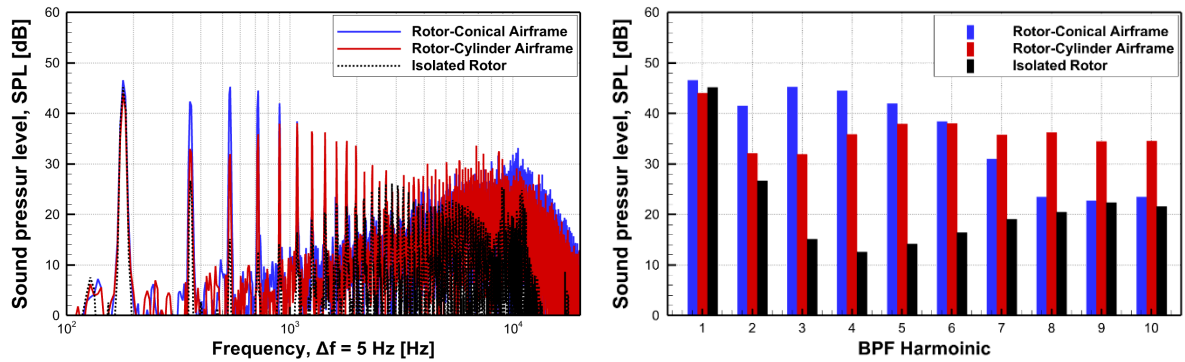 60
50
40
30
20
10
0
Sound pressur level, SPL [dB]
Rotor-Conical Airframe
Rotor-Cylinder Airframe
Isolated Rotor
10²
10³
10⁴
Frequency, Δf = 5 Hz [Hz]
60
50
40
30
20
10
0
Sound pressur level, SPL [dB]
Rotor-Conical Airframe
Rotor-Cylinder Airframe
Isolated Rotor
1 2 3 4 5 6 7 8 9 10
BPF Harmoinic